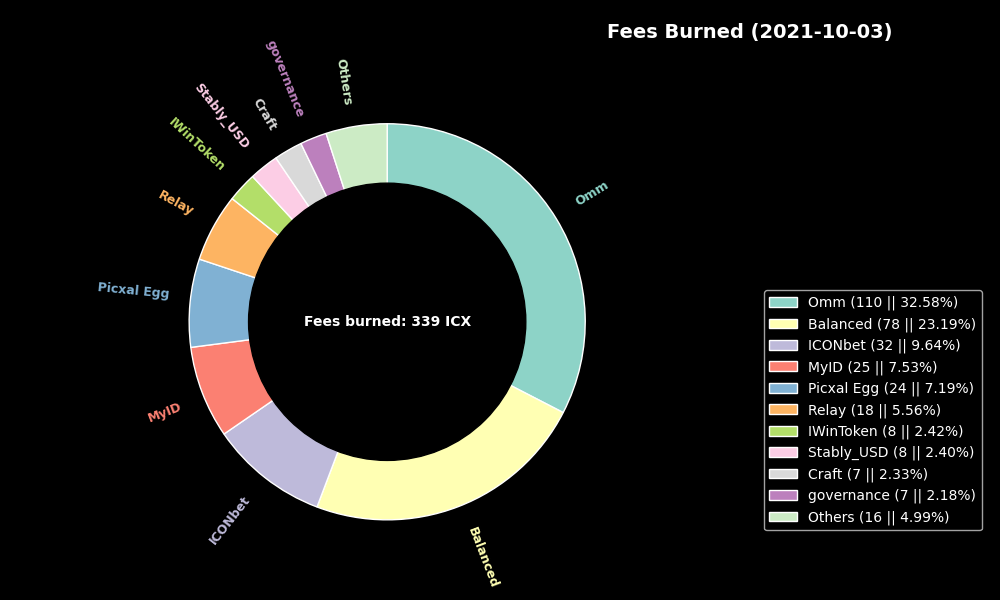 Fees Burned (2021-10-03)
Others
governance
Craft
Stably_USD
IWinToken
Relay
Picxal Egg
MyID
ICONbet
Balanced
Omm
Fees burned: 339 ICX
Omm (110 || 32.58%)
Balanced (78 || 23.19%)
ICONbet (32 || 9.64%)
MyID (25 || 7.53%)
Picxal Egg (24 || 7.19%)
Relay (18 || 5.56%)
IWinToken (8 || 2.42%)
Stably_USD (8 || 2.40%)
Craft (7 || 2.33%)
governance (7 || 2.18%)
Others (16 || 4.99%)